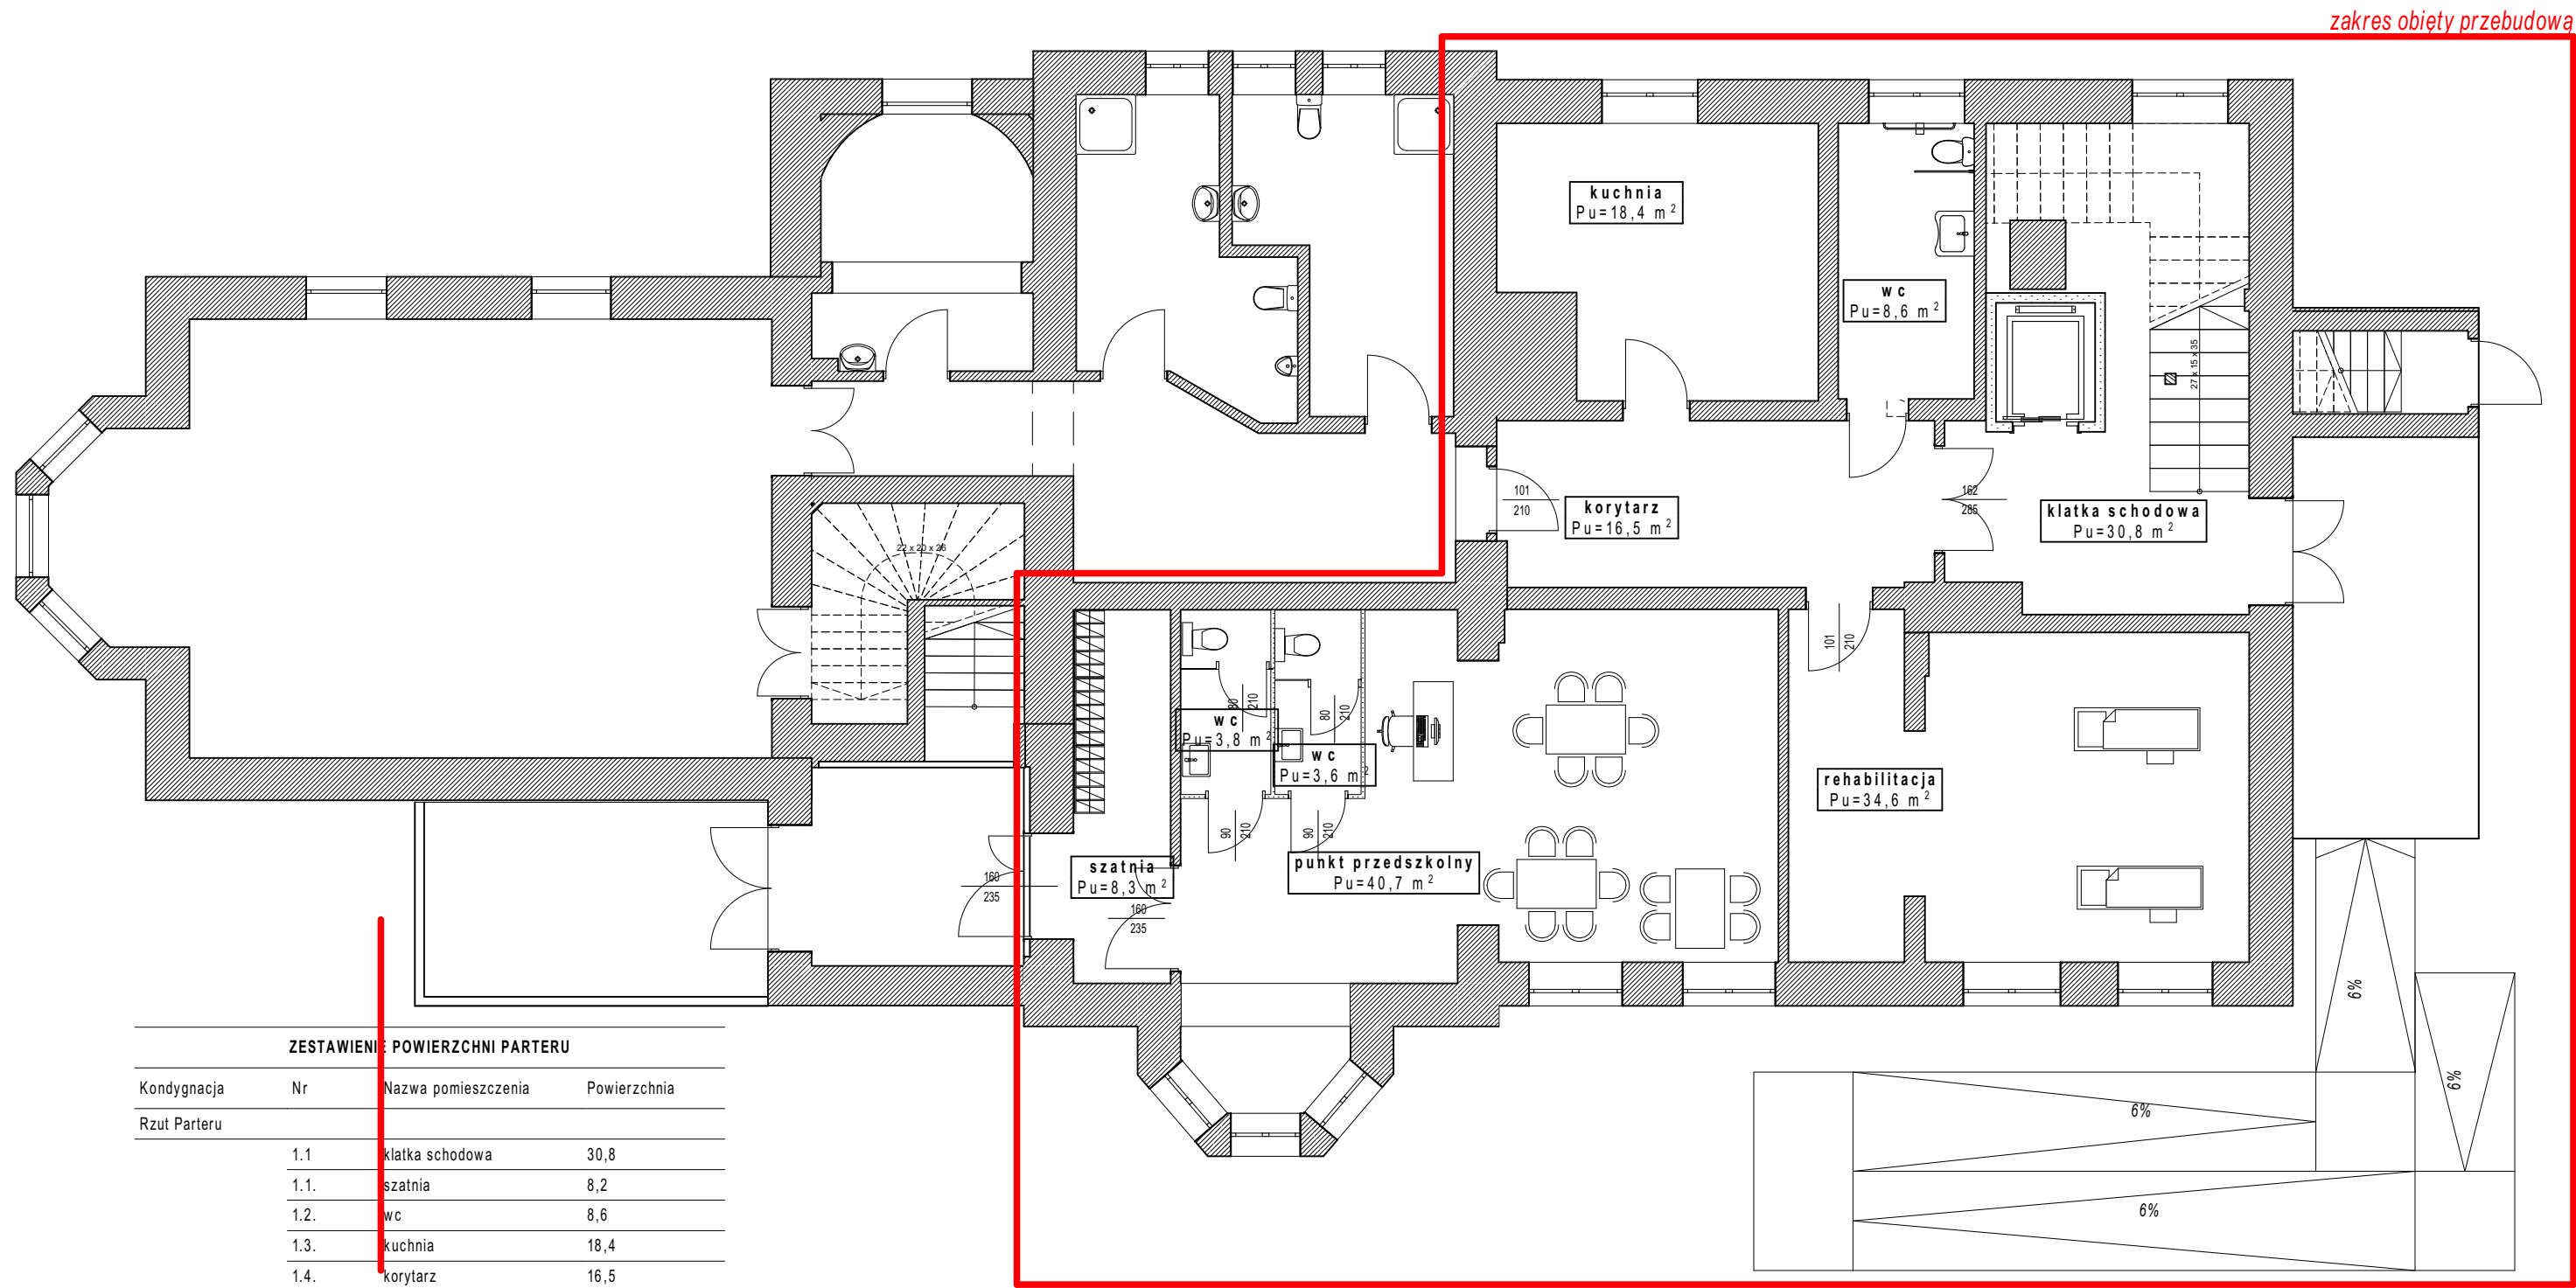 zakres objęty przebudową
kuchnia
Pu=18,4 m²
wc
Pu=8,6 m²
27 x 15 x 35
101
210
korytarz
Pu=16,5 m²
162
285
klatka schodowa
Pu=30,8 m²
22 x 20 x 26
101
210
80
210
80
210
wc
Pu=3,8 m²
wc
Pu=3,6 m²
rehabilitacja
Pu=34,6 m²
90
210
90
210
szatnia
Pu=8,3 m²
punkt przedszkolny
Pu=40,7 m²
160
235
160
235
6%
6%
6%
6%
ZESTAWIENIE POWIERZCHNI PARTERU
Kondygnacja Nr Nazwa pomieszczenia Powierzchnia
Rzut Parteru
1.1 klatka schodowa 30,8
1.1. szatnia 8,2
1.2. wc 8,6
1.3. kuchnia 18,4
1.4. korytarz 16,5